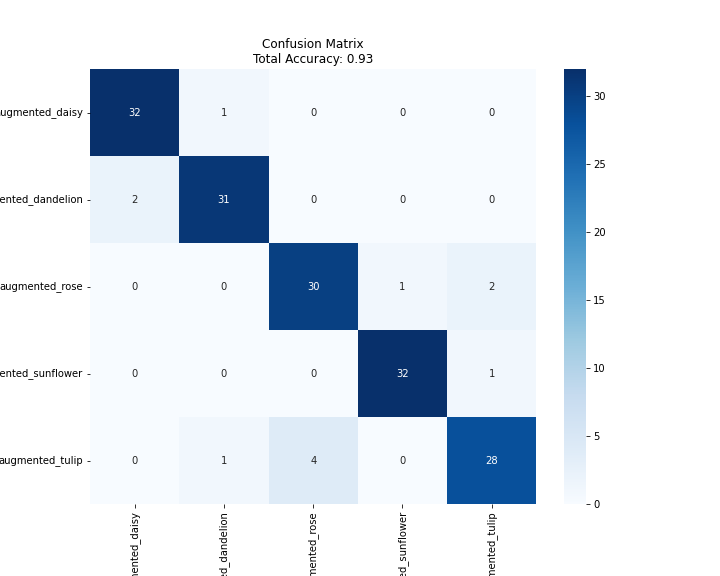 Confusion Matrix
Total Accuracy: 0.93
augmented_daisy 32 1 0 0 0
ented_dandelion 2 31 0 0 0
augmented_rose 0 0 30 1 2
ented_sunflower 0 0 0 32 1
augmented_tulip 0 1 4 0 28
mented_daisy
ed_dandelion
mented_rose
ed_sunflower
mented_tulip
30
25
20
15
10
5
0